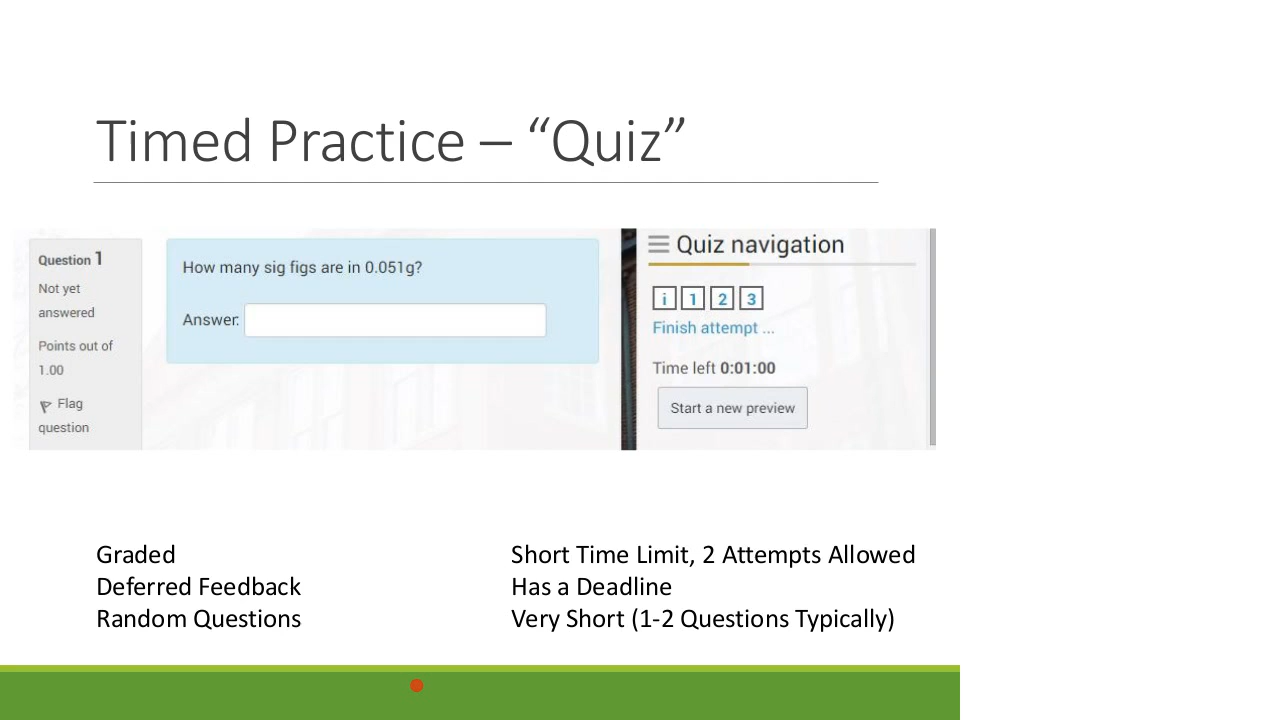 Timed Practice – “Quiz”
Question 1
Not yet
answered
Points out of
1.00
Flag
question
How many sig figs are in 0.051g?
Answer:
Quiz navigation
i 1 2 3
Finish attempt ...
Time left 0:01:00
Start a new preview
Graded
Deferred Feedback
Random Questions
Short Time Limit, 2 Attempts Allowed
Has a Deadline
Very Short (1-2 Questions Typically)